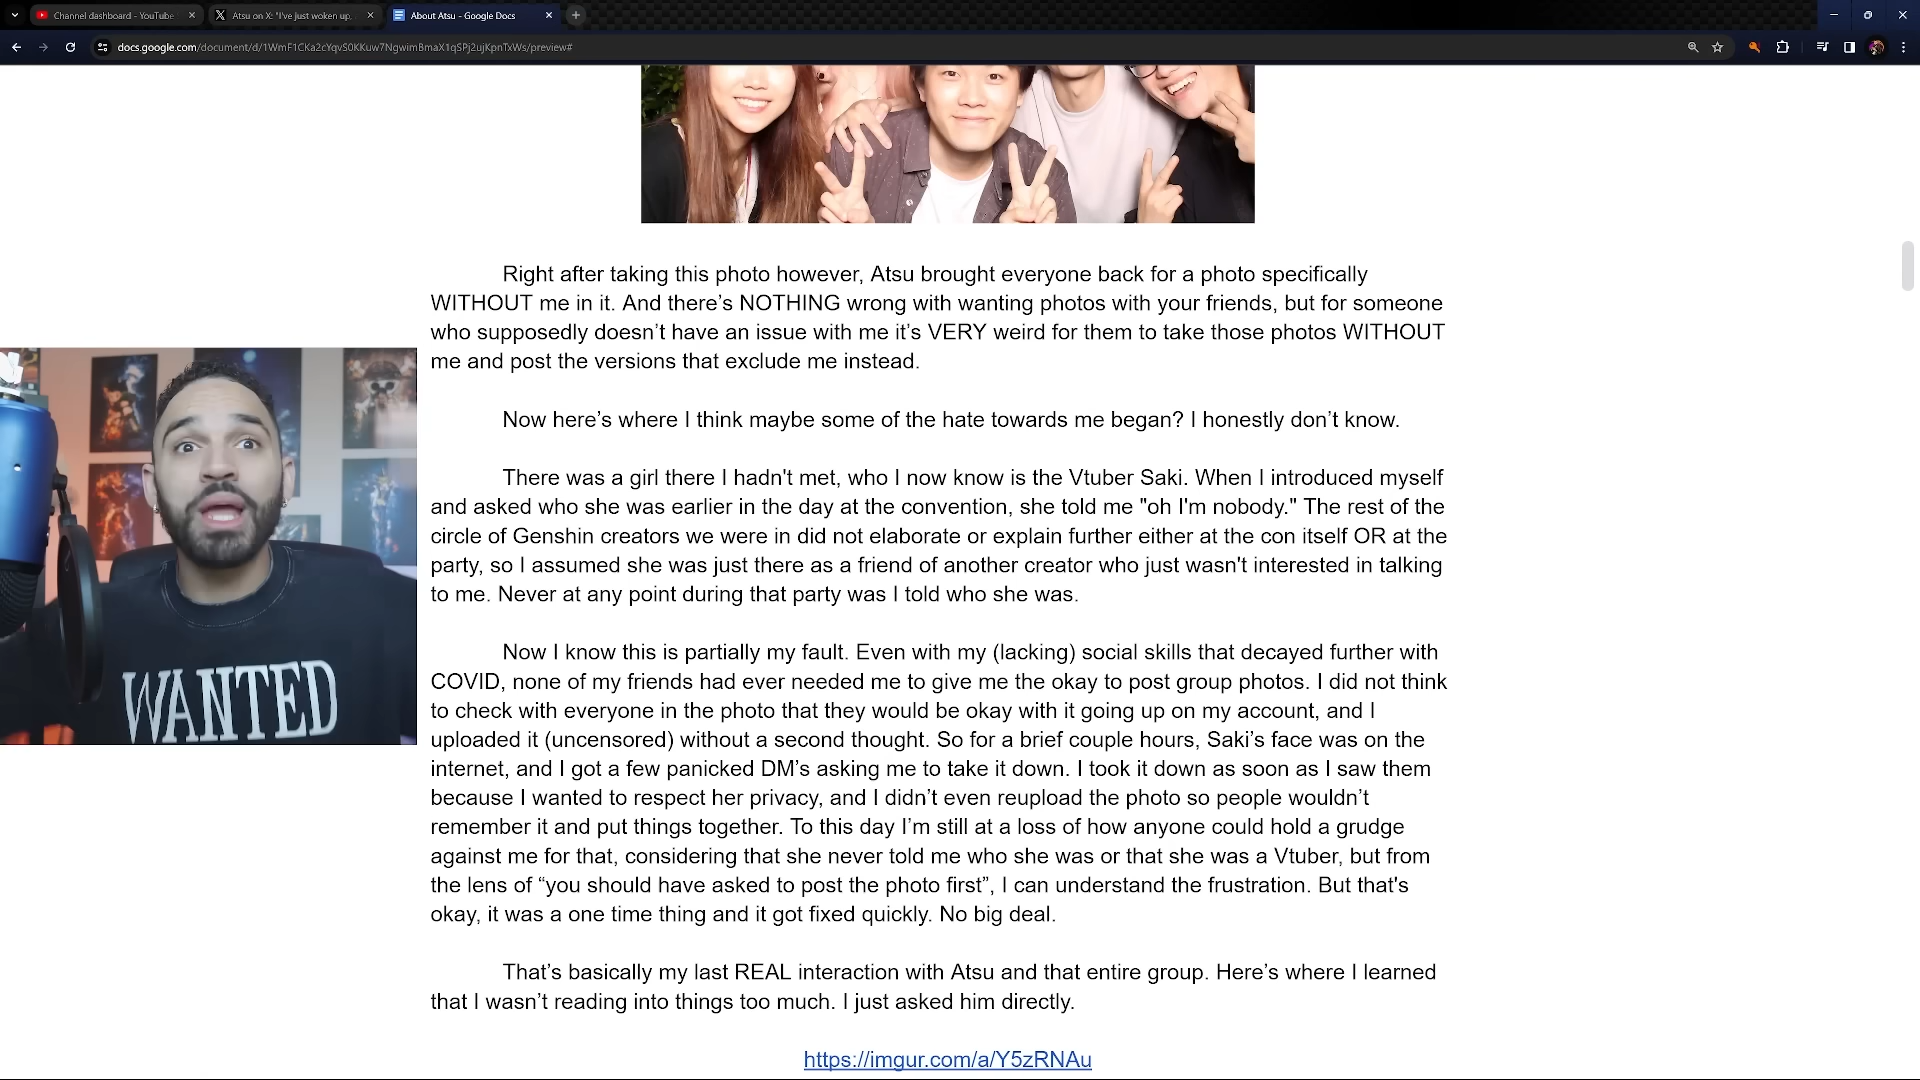 Channel dashboard - YouTube
Atsu on X: "I've just woken up,
About Atsu - Google Docs
docs.google.com/document/d/1WmF1CKa2cYqvS0KKuw7NgwimBmaX1qSPj2ujKpnTxWs/preview#
Right after taking this photo however, Atsu brought everyone back for a photo specifically
WITHOUT me in it. And there’s NOTHING wrong with wanting photos with your friends, but for someone
who supposedly doesn’t have an issue with me it’s VERY weird for them to take those photos WITHOUT
me and post the versions that exclude me instead.
Now here’s where I think maybe some of the hate towards me began? I honestly don’t know.
There was a girl there I hadn't met, who I now know is the Vtuber Saki. When I introduced myself
and asked who she was earlier in the day at the convention, she told me "oh I'm nobody." The rest of the
circle of Genshin creators we were in did not elaborate or explain further either at the con itself OR at the
party, so I assumed she was just there as a friend of another creator who just wasn't interested in talking
to me. Never at any point during that party was I told who she was.
Now I know this is partially my fault. Even with my (lacking) social skills that decayed further with
COVID, none of my friends had ever needed me to give me the okay to post group photos. I did not think
to check with everyone in the photo that they would be okay with it going up on my account, and I
uploaded it (uncensored) without a second thought. So for a brief couple hours, Saki’s face was on the
internet, and I got a few panicked DM’s asking me to take it down. I took it down as soon as I saw them
because I wanted to respect her privacy, and I didn’t even reupload the photo so people wouldn’t
remember it and put things together. To this day I’m still at a loss of how anyone could hold a grudge
against me for that, considering that she never told me who she was or that she was a Vtuber, but from
the lens of “you should have asked to post the photo first”, I can understand the frustration. But that's
okay, it was a one time thing and it got fixed quickly. No big deal.
That’s basically my last REAL interaction with Atsu and that entire group. Here’s where I learned
that I wasn’t reading into things too much. I just asked him directly.
https://imgur.com/a/Y5zRNAu
WANTED